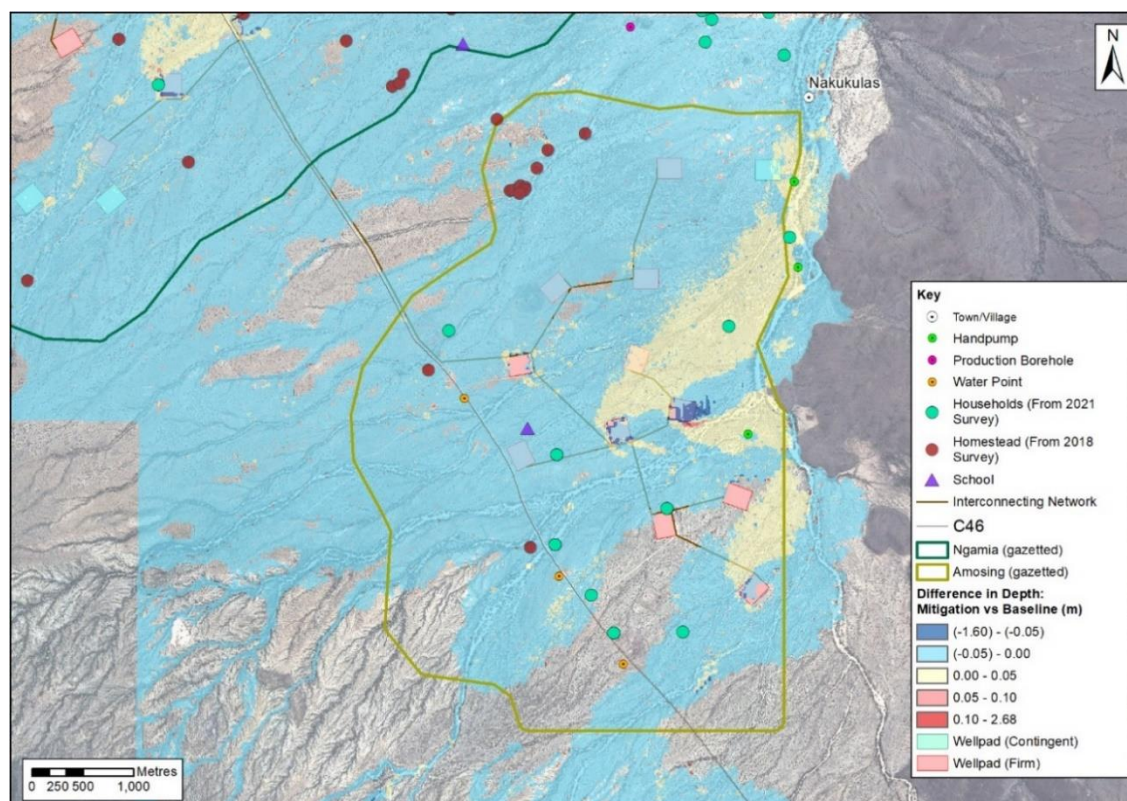 N
Nakukulas
Key
Town/Village
Handpump
Production Borehole
Water Point
Households (From 2021
Survey)
Homestead (From 2018
Survey)
School
Interconnecting Network
C46
Ngamia (gazetted)
Amosing (gazetted)
Difference in Depth:
Mitigation vs Baseline (m)
(-1.60) - (-0.05)
(-0.05) - 0.00
0.00 - 0.05
0.05 - 0.10
0.10 - 2.68
Wellpad (Contingent)
Wellpad (Firm)
Metres
0 250 500 1,000